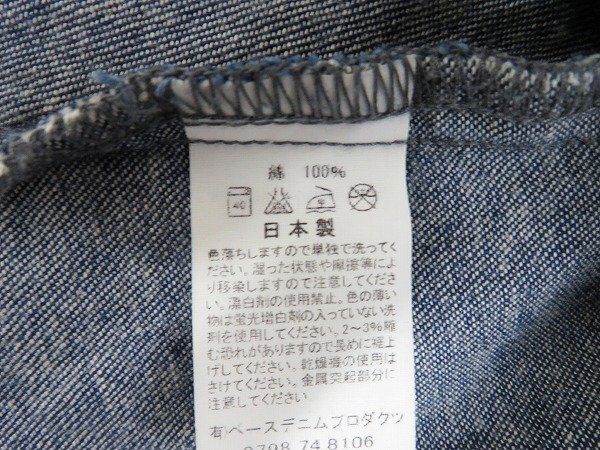 綿 100%
40
日本製
色落ちしますので単独で洗ってく
ださい。湿った状態や摩擦等によ
り移染しますので注意してくださ
い。漂白剤の使用禁止。色の薄い
物は蛍光増白剤の入っていない洗
剤を使用してください。2~3%縮
む恐れがありますので長めに裾上
げしてください。乾燥機の使用は
さけてください。金属突起部分に
注意してください。
有)ベースデニムプロダクツ
0798 74 8106